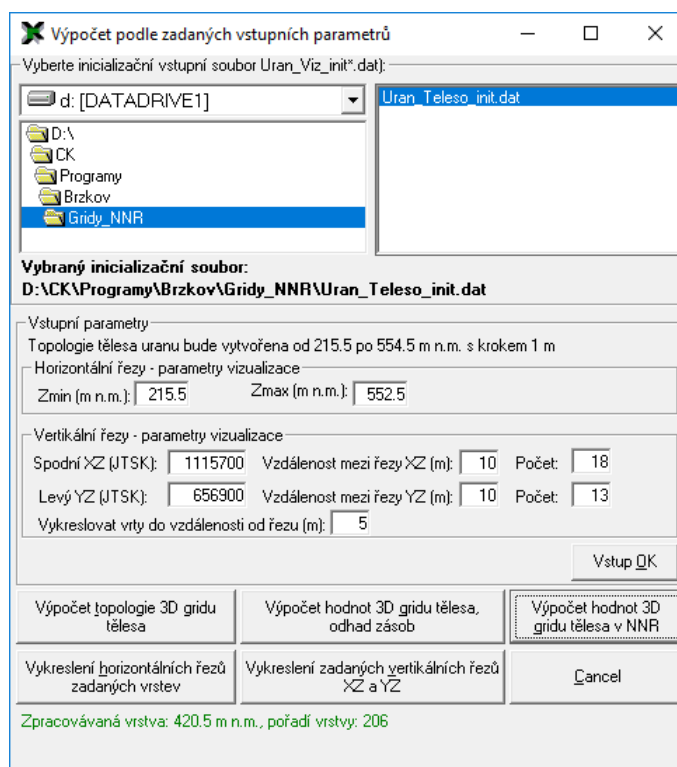 Výpočet podle zadaných vstupních parametrů
Vyberte inicializační vstupní soubor Uran_Viz_init*.dat):
d: [DATADRIVE1]
Uran_Teleso_init.dat
D:\
CK
Programy
Brzkov
Gridy_NNR
Vybraný inicializační soubor:
D:\CK\Programy\Brzkov\Gridy_NNR\Uran_Teleso_init.dat
Vstupní parametry
Topologie tělesa uranu bude vytvořena od 215.5 po 554.5 m n.m. s krokem 1 m
Horizontální řezy - parametry vizualizace
Zmin (m n.m.): 215.5 Zmax (m n.m.): 552.5
Vertikální řezy - parametry vizualizace
Spodní XZ (JTSK): 1115700 Vzdálenost mezi řezy XZ (m): 10 Počet: 18
Levý YZ (JTSK): 656900 Vzdálenost mezi řezy YZ (m): 10 Počet: 13
Vykreslovat vrty do vzdálenosti od řezu (m): 5
Vstup OK
Výpočet topologie 3D gridu
tělesa
Výpočet hodnot 3D gridu tělesa,
odhad zásob
Výpočet hodnot 3D
gridu tělesa v NNR
Vykreslení horizontálních řezů
zadaných vrstev
Vykreslení zadaných vertikálních řezů
XZ a YZ
Cancel
Zpracovávaná vrstva: 420.5 m n.m., pořadí vrstvy: 206